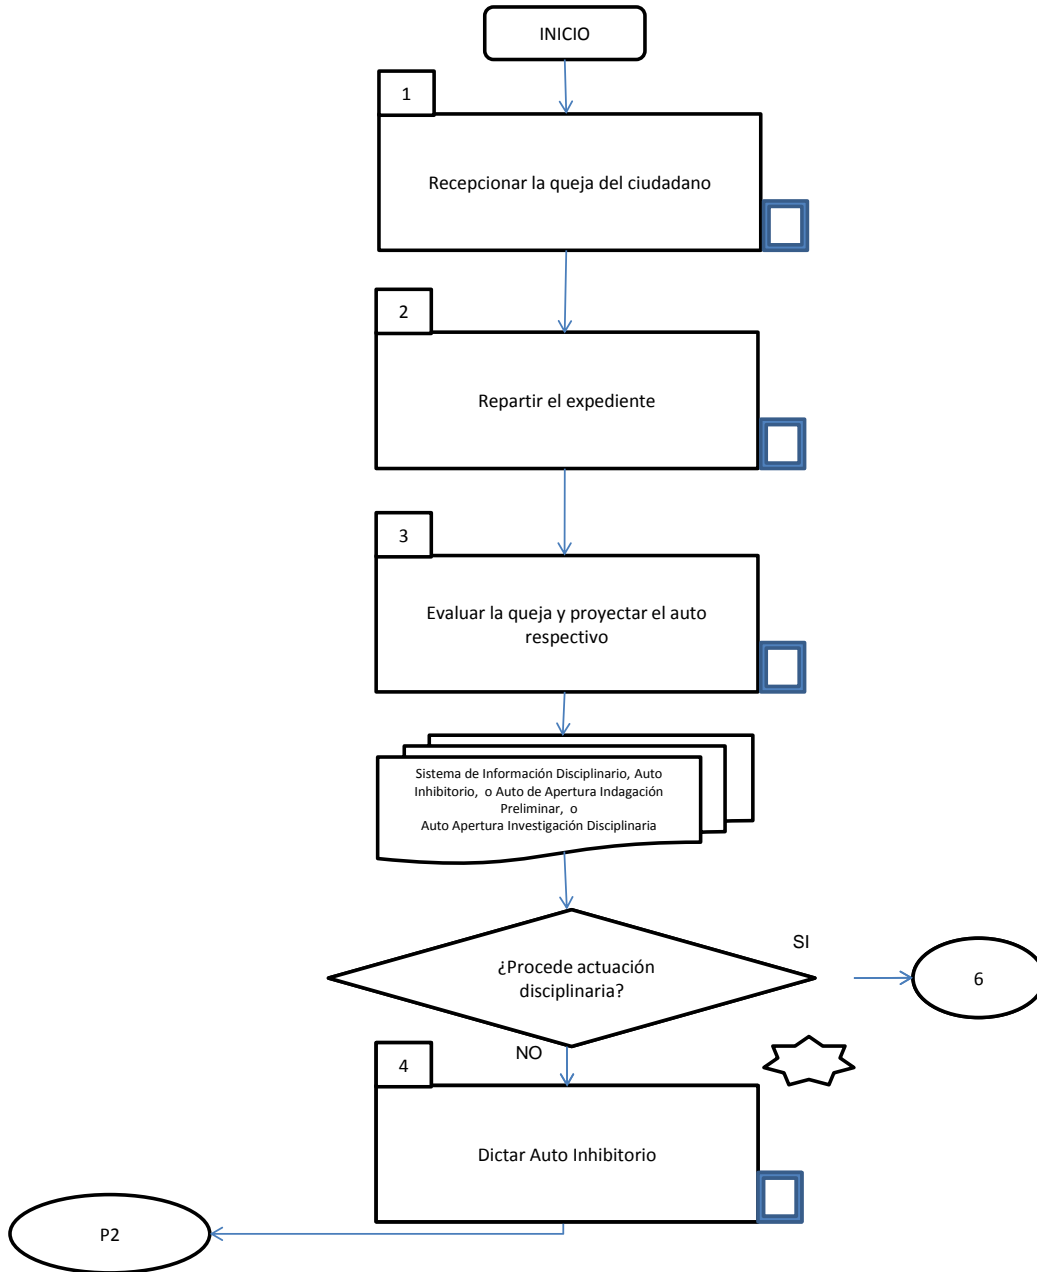 INICIO
1
Recepcionar la queja del ciudadano
2
Repartir el expediente
3
Evaluar la queja y proyectar el auto
respectivo
Sistema de Información Disciplinario, Auto
Inhibitorio, o Auto de Apertura Indagación
Preliminar, o
Auto Apertura Investigación Disciplinaria
SI
¿Procede actuación
disciplinaria?
6
NO
4
Dictar Auto Inhibitorio
P2